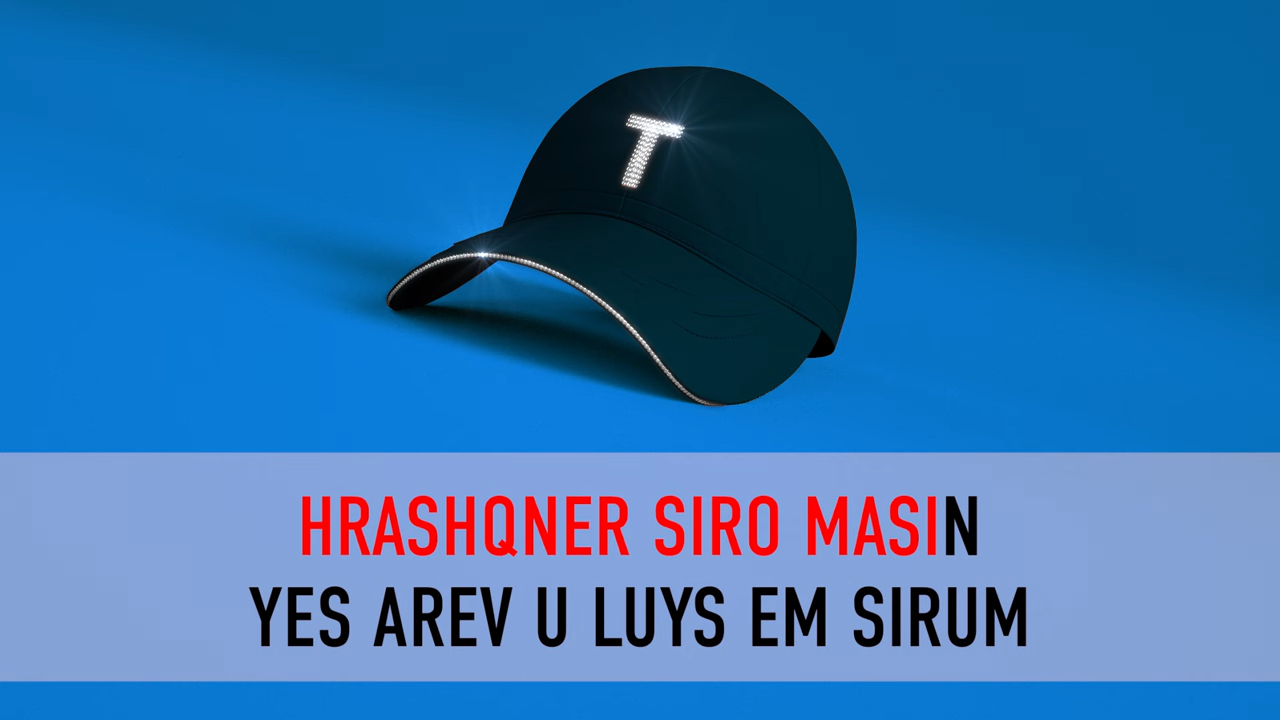 T
HRASHQNER SIRO MASIN
YES AREV U LUYS EM SIRUM